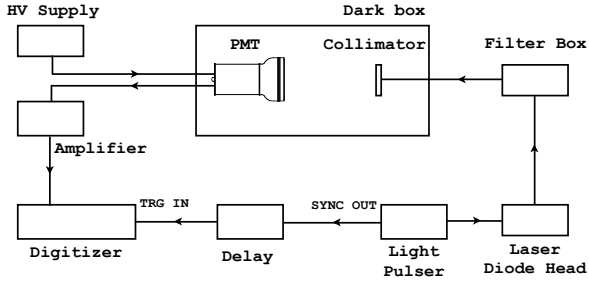 HV Supply
Dark box
PMT
Collimator
Filter Box
Amplifier
TRG IN
SYNC OUT
Digitizer
Delay
Light
Pulser
Laser
Diode Head